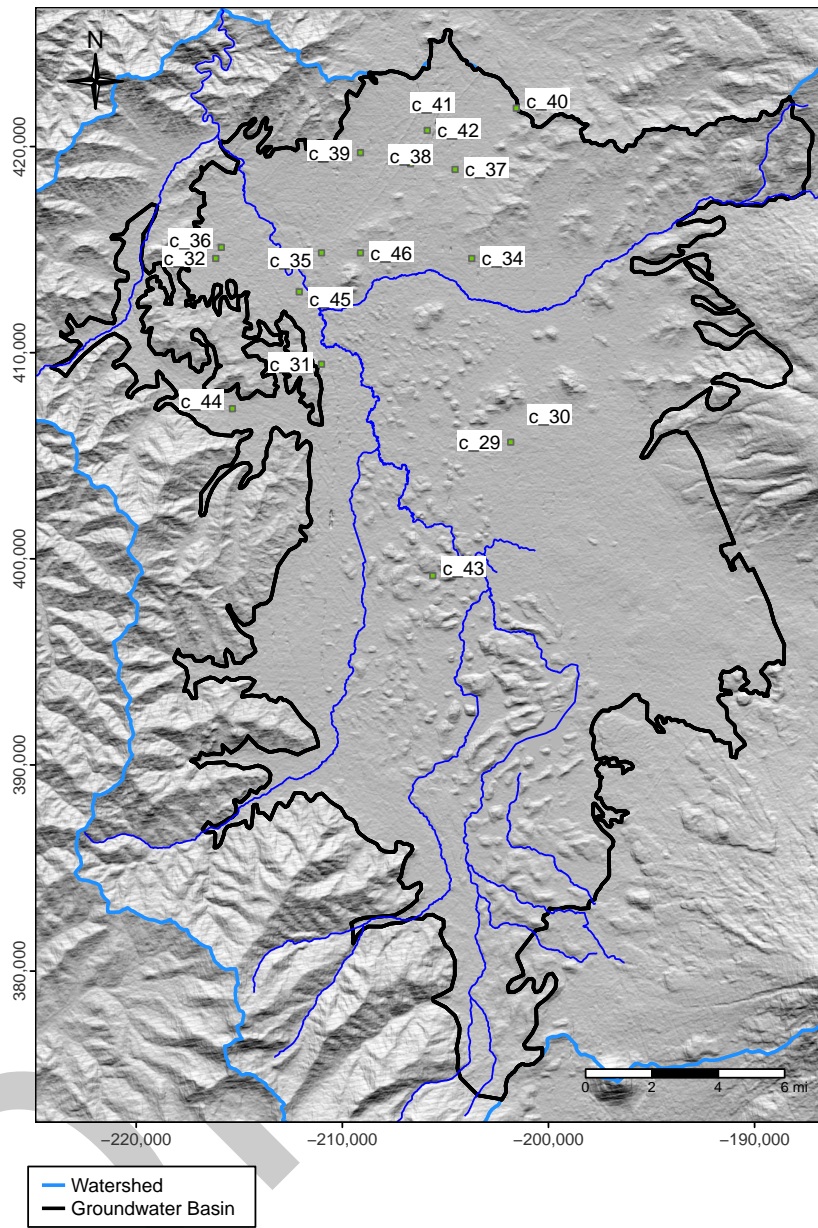 N
c_41
c_40
c_42
c_39
c_38
c_37
c_36
c_32
c_35
c_46
c_34
c_45
c_31
c_44
c_30
c_29
c_43
420,000
410,000
400,000
390,000
380,000
0 2 4 6 mi
−220,000 −210,000 −200,000 −190,000
Watershed
Groundwater Basin